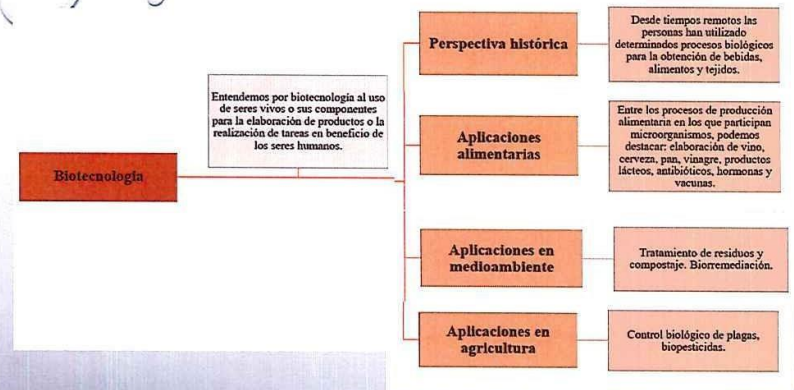 Biotecnología
Entendemos por biotecnología al uso
de seres vivos o sus componentes
para la elaboración de productos o la
realización de tareas en beneficio de
los seres humanos.
Perspectiva histórica
Desde tiempos remotos las
personas han utilizado
determinados procesos biológicos
para la obtención de bebidas,
alimentos y tejidos.
Aplicaciones
alimentarias
Entre los procesos de producción
alimentaria en los que participan
microorganismos, podemos
destacar: elaboración de vino,
cerveza, pan, vinagre, productos
lácteos, antibióticos, hormonas y
vacunas.
Aplicaciones en
medioambiente
Tratamiento de residuos y
compostaje. Biorremediación.
Aplicaciones en
agricultura
Control biológico de plagas,
biopesticidas.